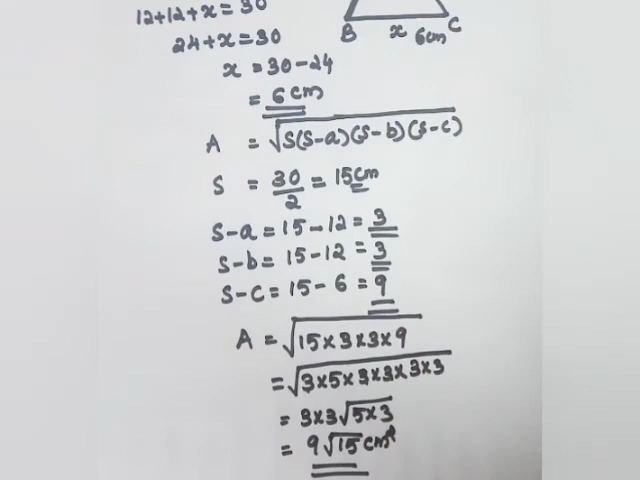 12+12+x = 30
B x 6cm C
24+x = 30
x = 30-24
= 6cm
A = √S(S-a)(S-b)(S-c)
S = 30/2 = 15cm
S-a = 15-12 = 3
S-b = 15-12 = 3
S-C = 15-6 = 9
A = √15×3×3×9
= √3×5×3×3×3×3
= 3×3√5×3
= 9√15 cm²